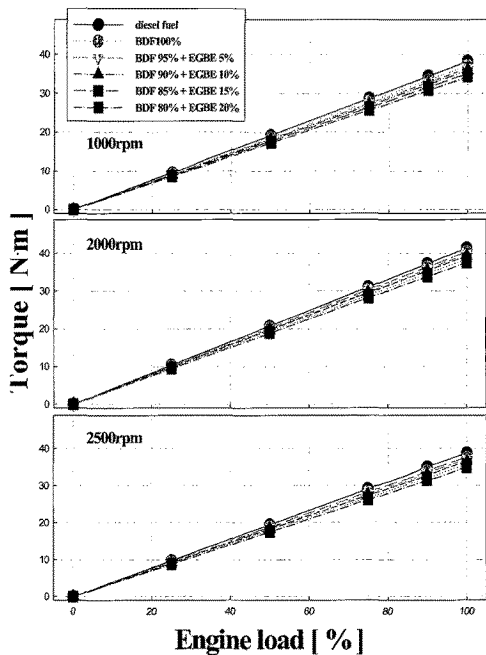 diesel fuel
BDF100%
BDF 95% + EGBE 5%
BDF 90% + EGBE 10%
BDF 85% + EGBE 15%
BDF 80% + EGBE 20%
40
30
20
10
0
1000rpm
2000rpm
40
30
20
10
0
2500rpm
40
30
20
10
0
Torque [ N·m ]
0 20 40 60 80 100
Engine load [ % ]